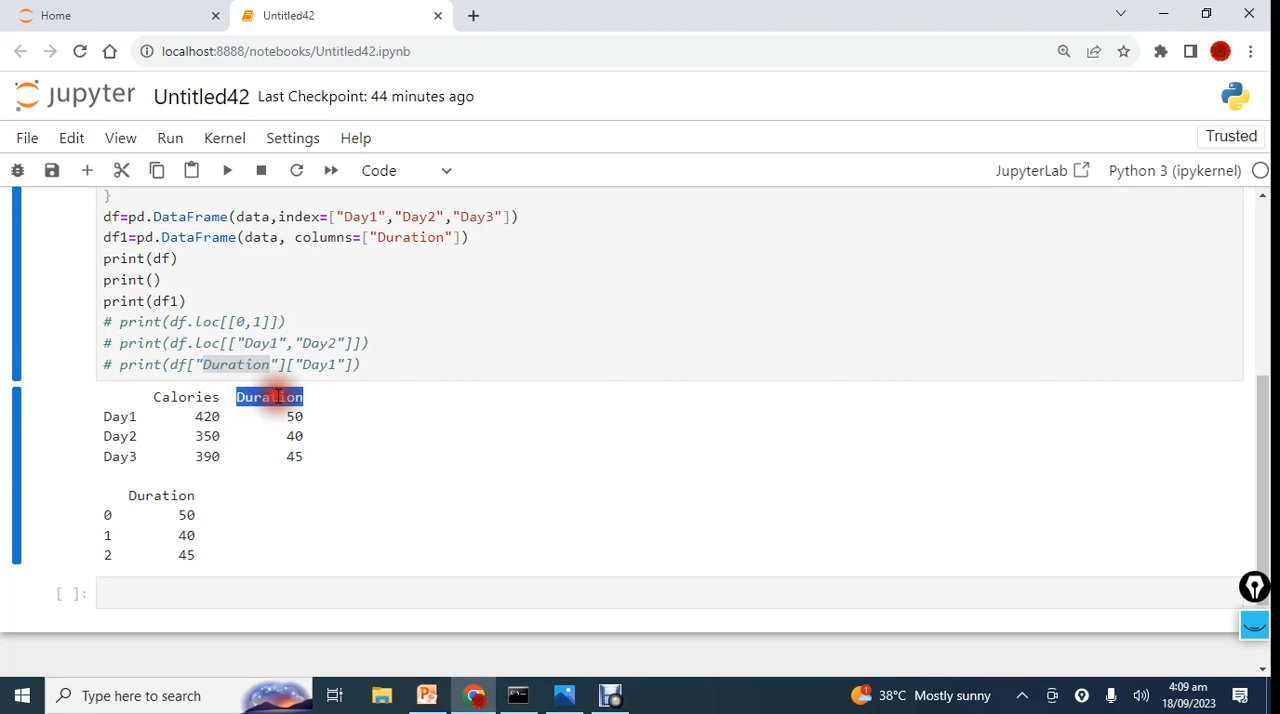 Home
Untitled42
localhost:8888/notebooks/Untitled42.ipynb
jupyter Untitled42 Last Checkpoint: 44 minutes ago
File Edit View Run Kernel Settings Help
Trusted
Code
JupyterLab Python 3 (ipykernel)
}
df=pd.DataFrame(data,index=["Day1","Day2","Day3"])
df1=pd.DataFrame(data, columns=["Duration"])
print(df)
print()
print(df1)
# print(df.loc[[0,1]])
# print(df.loc[["Day1","Day2"]])
# print(df["Duration"]["Day1"])
Calories Duration
Day1 420 50
Day2 350 40
Day3 390 45
Duration
0 50
1 40
2 45
[ ]:
Type here to search
38°C Mostly sunny
4:09 am
18/09/2023